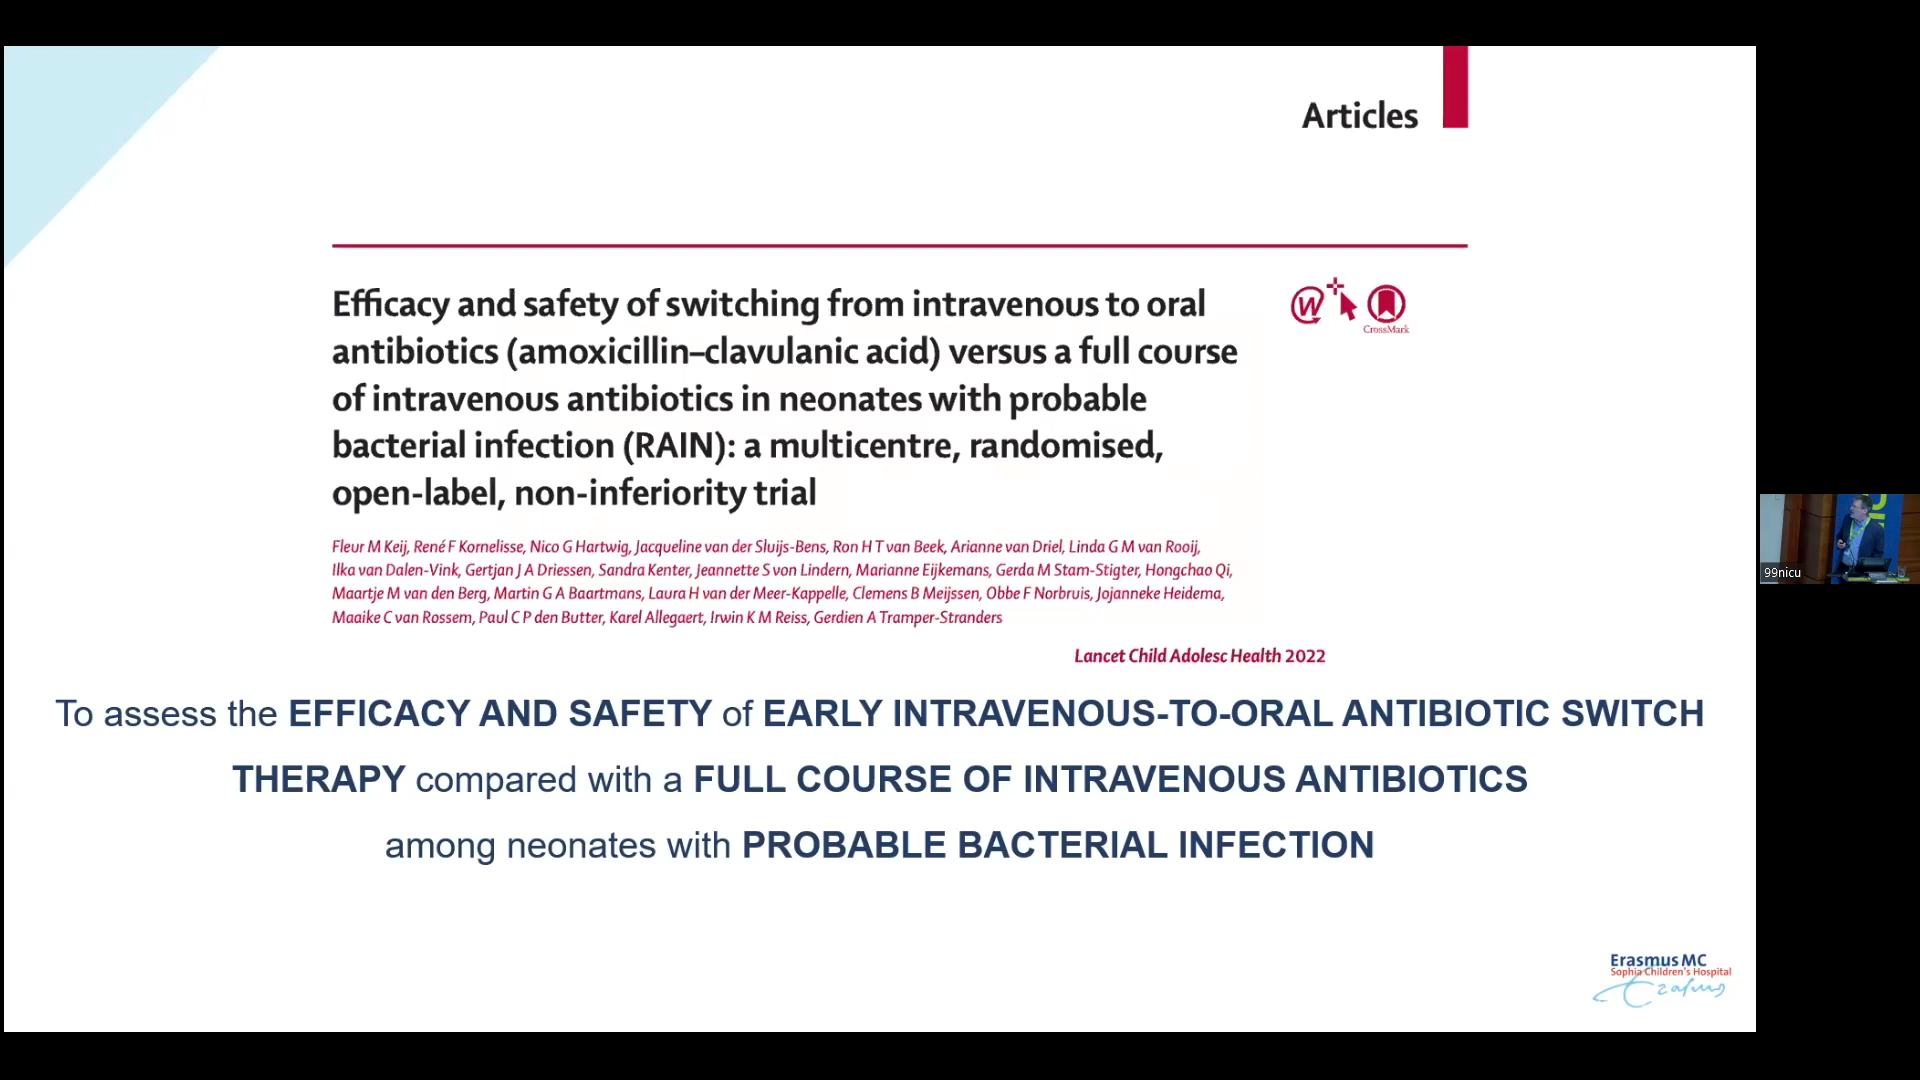 Articles
Efficacy and safety of switching from intravenous to oral
antibiotics (amoxicillin–clavulanic acid) versus a full course
of intravenous antibiotics in neonates with probable
bacterial infection (RAIN): a multicentre, randomised,
open-label, non-inferiority trial
W
CrossMark
Fleur M Keij, René F Kornelisse, Nico G Hartwig, Jacqueline van der Sluijs-Bens, Ron H T van Beek, Arianne van Driel, Linda G M van Rooij,
Ilka van Dalen-Vink, Gertjan J A Driessen, Sandra Kenter, Jeannette S von Lindern, Marianne Eijkemans, Gerda M Stam-Stigter, Hongchao Qi,
Maartje M van den Berg, Martin G A Baartmans, Laura H van der Meer-Kappelle, Clemens B Meijssen, Obbe F Norbruis, Jojanneke Heidema,
Maaike C van Rossem, Paul C P den Butter, Karel Allegaert, Irwin K M Reiss, Gerdien A Tramper-Stranders
Lancet Child Adolesc Health 2022
To assess the EFFICACY AND SAFETY of EARLY INTRAVENOUS-TO-ORAL ANTIBIOTIC SWITCH
THERAPY compared with a FULL COURSE OF INTRAVENOUS ANTIBIOTICS
among neonates with PROBABLE BACTERIAL INFECTION
Erasmus MC
Sophia Children's Hospital
Erasmus
99nicu